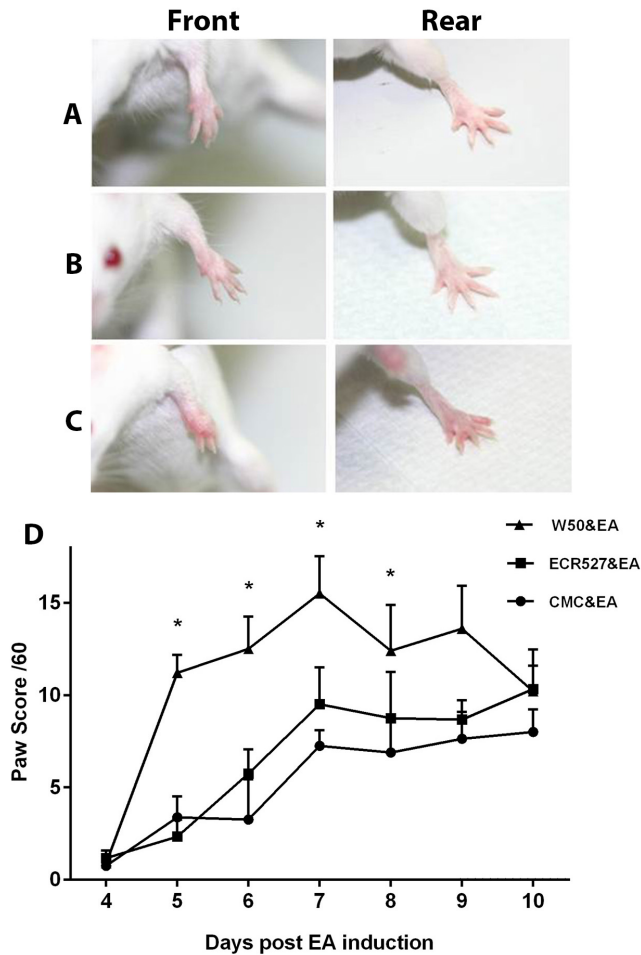 Front Rear
A
B
C
D
W50&EA
ECR527&EA
CMC&EA
*
*
*
*
15
10
5
0
Paw Score /60
4 5 6 7 8 9 10
Days post EA induction